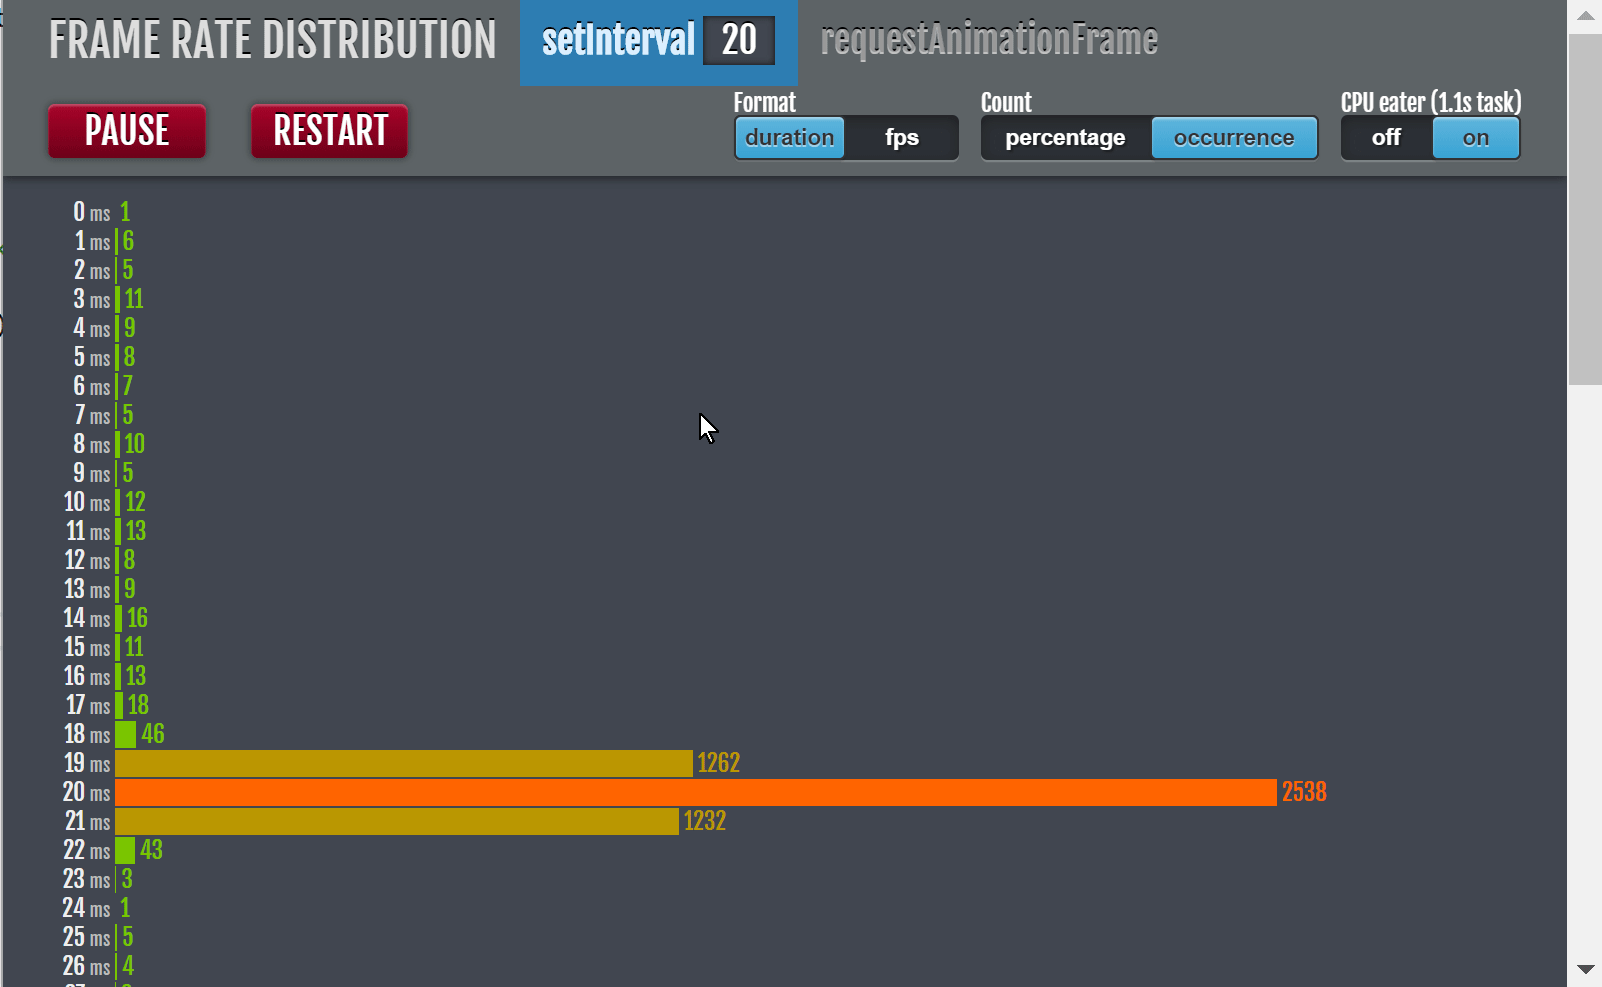 FRAME RATE DISTRIBUTION setInterval 20 requestAnimationFrame
PAUSE RESTART
Format Count CPU eater (1.1s task)
duration fps percentage occurrence off on
0 ms 1
1 ms 6
2 ms 5
3 ms 11
4 ms 9
5 ms 8
6 ms 7
7 ms 5
8 ms 10
9 ms 5
10 ms 12
11 ms 13
12 ms 8
13 ms 9
14 ms 16
15 ms 11
16 ms 13
17 ms 18
18 ms 46
19 ms 1262
20 ms 2538
21 ms 1232
22 ms 43
23 ms 3
24 ms 1
25 ms 5
26 ms 4